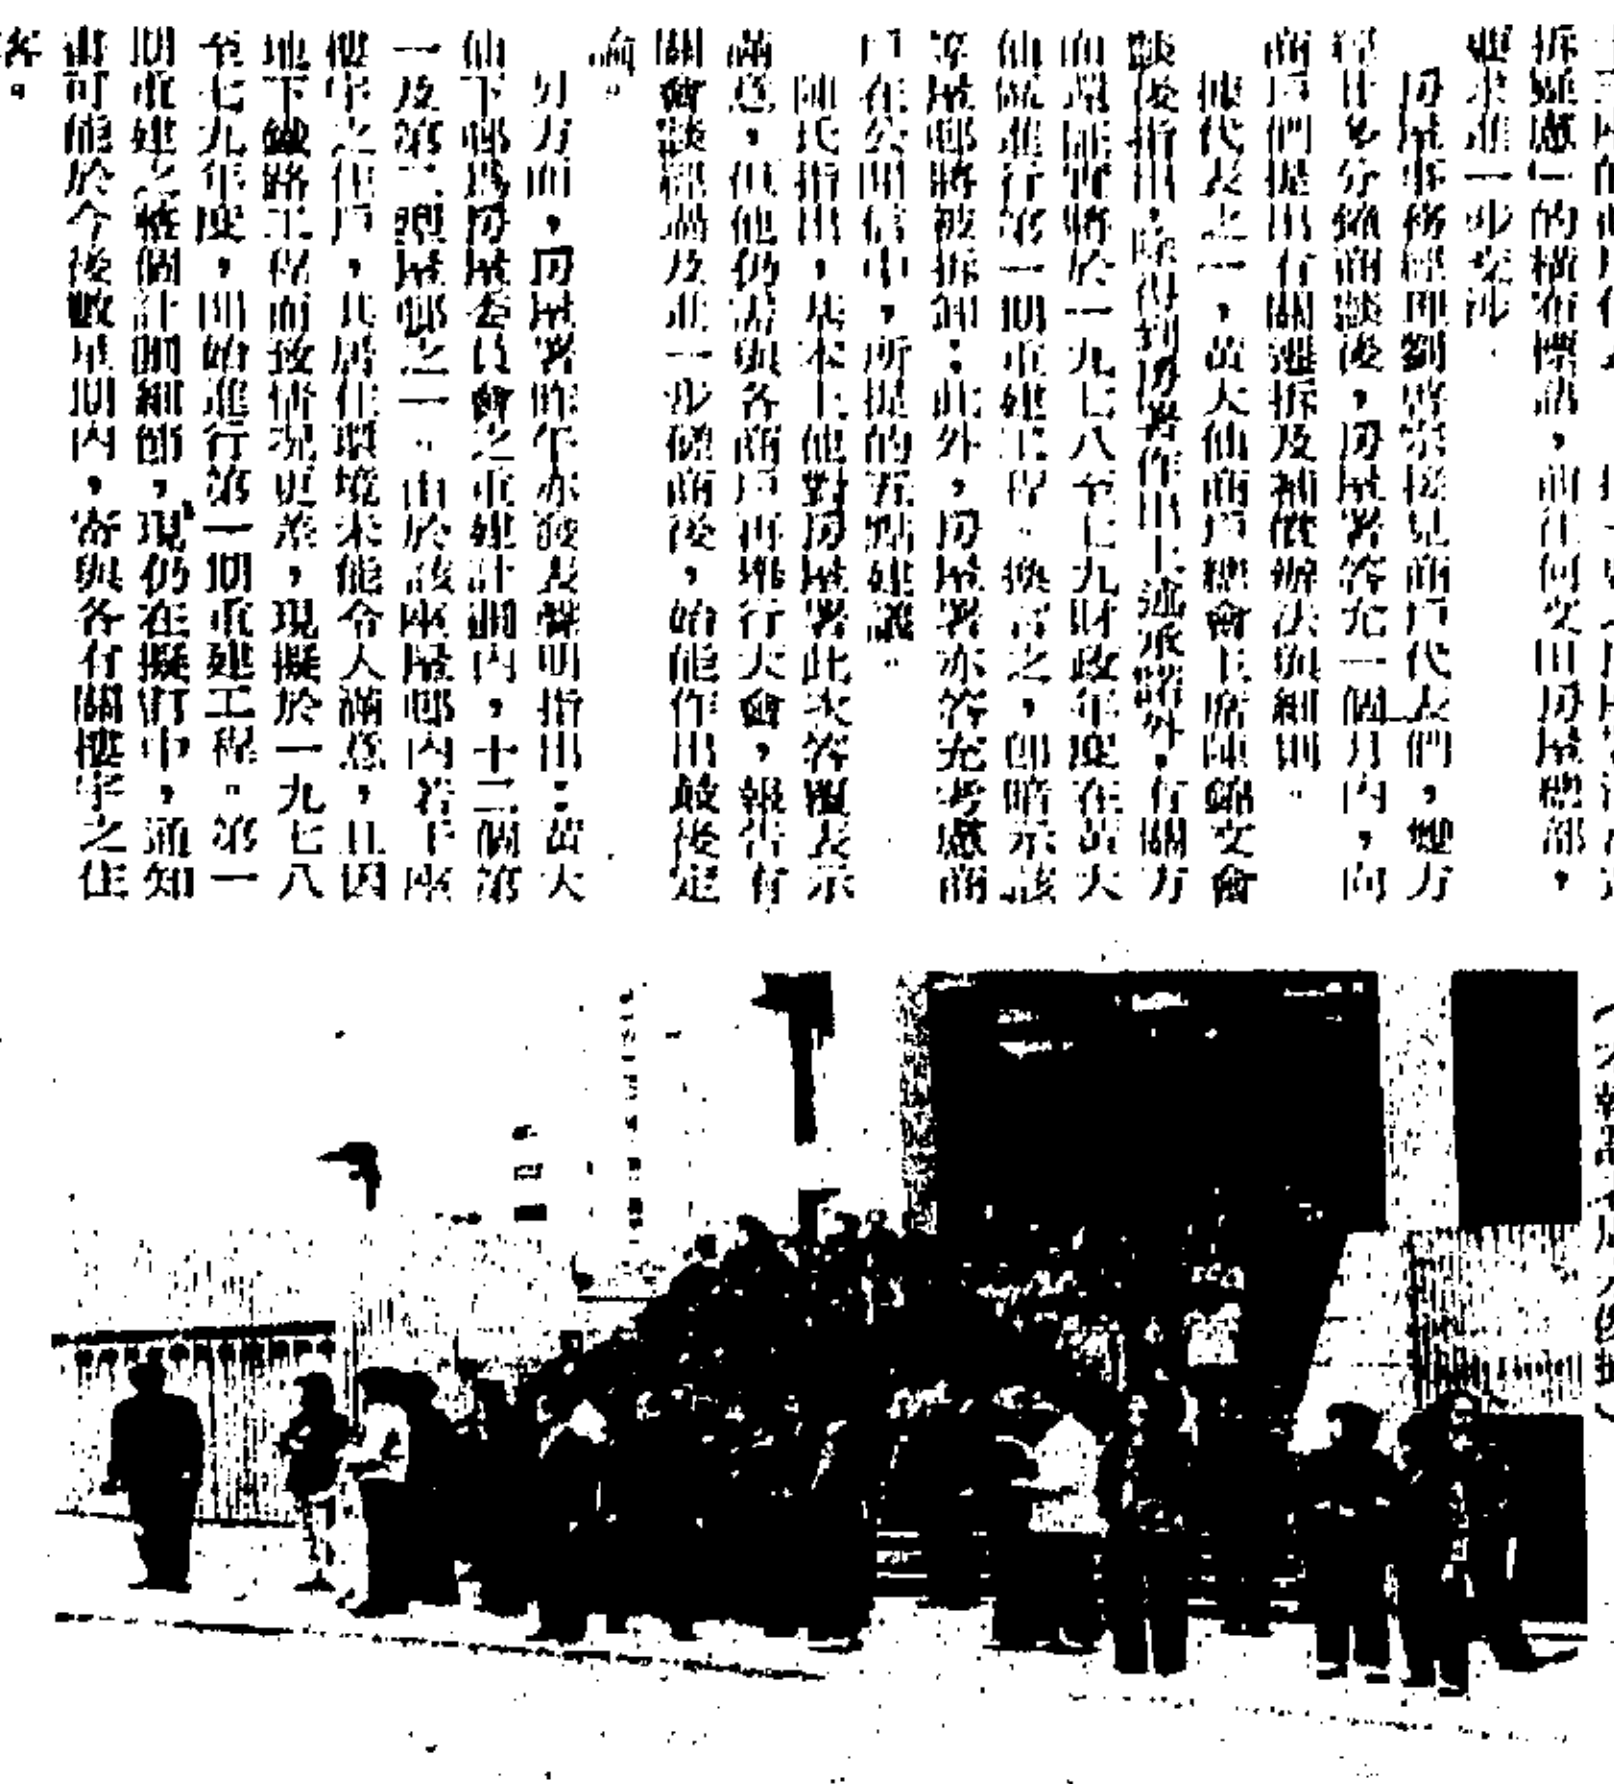 拆疑慮」的橫布標語，前往何文田房屋總部，
要求進一步交涉．
房屋事務經理劉啓宗接見商戶代表們，雙方
經廿多分鐘商談後，房屋署答允一個月內，向
商戶們提出有關遷拆及補償辦法與細則。
據代表之一，黃大仙商戶總會主席陳錦文會
談後指出，除得到房署作出上述承諾外，有關方
面還証實將於一九七八至七九財政年度在黃大
仙區進行第一期重建工程。換言之，即暗示該
等屋邨將被拆卸；此外，房屋署亦答充考慮商
戶在公開信中，所提的五點建議。
陳氏指出，基本上他對房屋署此次答覆表示
滿意，但他仍需與各商戶再舉行大會，報告有
關會談經過及進一步磋商後，始能作出最後定
論。
另方面，房屋署昨午亦發表聲明指出：黃大
仙下邨爲房屋委員會之重建計劃內，十二個第
一及第二型屋邨之一。由於該座屋邨內若干座
樓宇之住戶，其居住環境未能令人滿意，且因
地下鐵路工程而致情況更差，現擬於一九七八
至七九年度，開始進行第一期重建工程。第一
期重建之整個計劃細節，現仍在擬訂中，通知
書可能於今後數星期內，寄與各有關樓宇之住
客。